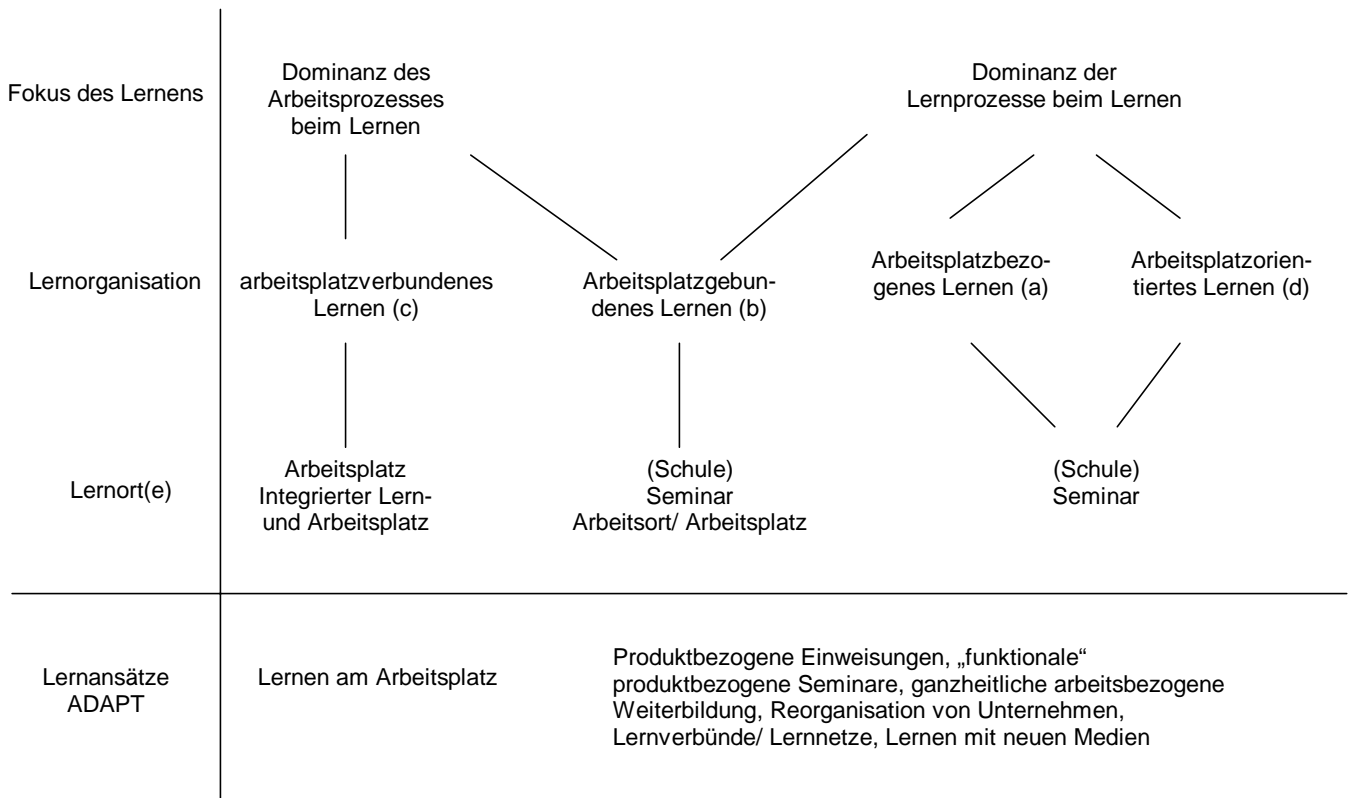 Fokus des Lernens
Dominanz des
Arbeitsprozesses
beim Lernen
Dominanz der
Lernprozesse beim Lernen
Lernorganisation
arbeitsplatzverbundenes
Lernen (c)
Arbeitsplatzgebun-
denes Lernen (b)
Arbeitsplatzbezo-
genes Lernen (a)
Arbeitsplatzorien-
tiertes Lernen (d)
Lernort(e)
Arbeitsplatz
Integrierter Lern-
und Arbeitsplatz
(Schule)
Seminar
Arbeitsort/ Arbeitsplatz
(Schule)
Seminar
Lernansätze
ADAPT
Lernen am Arbeitsplatz
Produktbezogene Einweisungen, „funktionale“
produktbezogene Seminare, ganzheitliche arbeitsbezogene
Weiterbildung, Reorganisation von Unternehmen,
Lernverbünde/ Lernnetze, Lernen mit neuen Medien